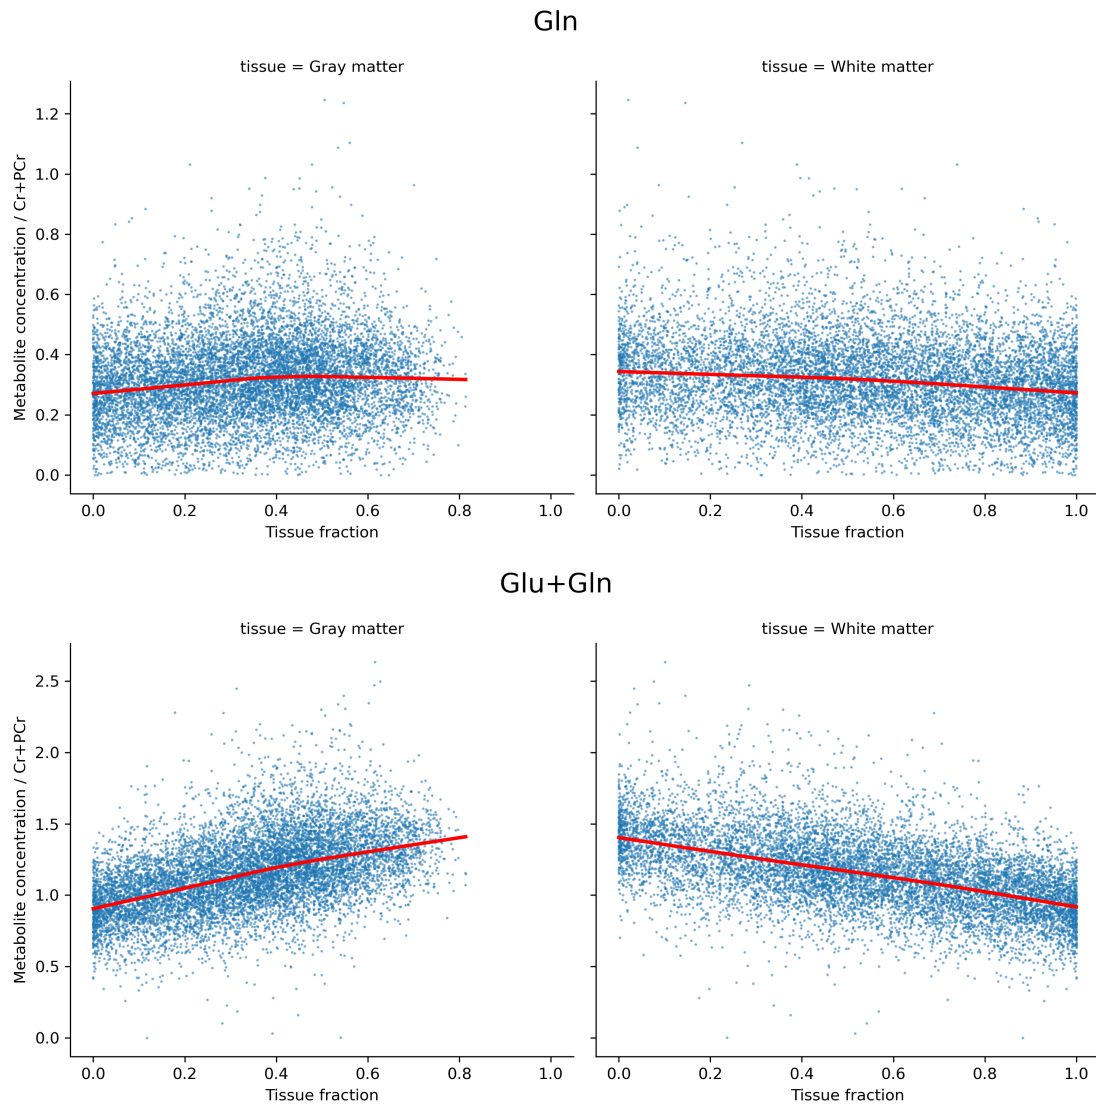 Gln
tissue = Gray matter
tissue = White matter
Metabolite concentration / Cr+PCr
1.2
1.0
0.8
0.6
0.4
0.2
0.0
0.0 0.2 0.4 0.6 0.8 1.0
0.0 0.2 0.4 0.6 0.8 1.0
Tissue fraction
Tissue fraction
Glu+Gln
tissue = Gray matter
tissue = White matter
Metabolite concentration / Cr+PCr
2.5
2.0
1.5
1.0
0.5
0.0
0.0 0.2 0.4 0.6 0.8 1.0
0.0 0.2 0.4 0.6 0.8 1.0
Tissue fraction
Tissue fraction